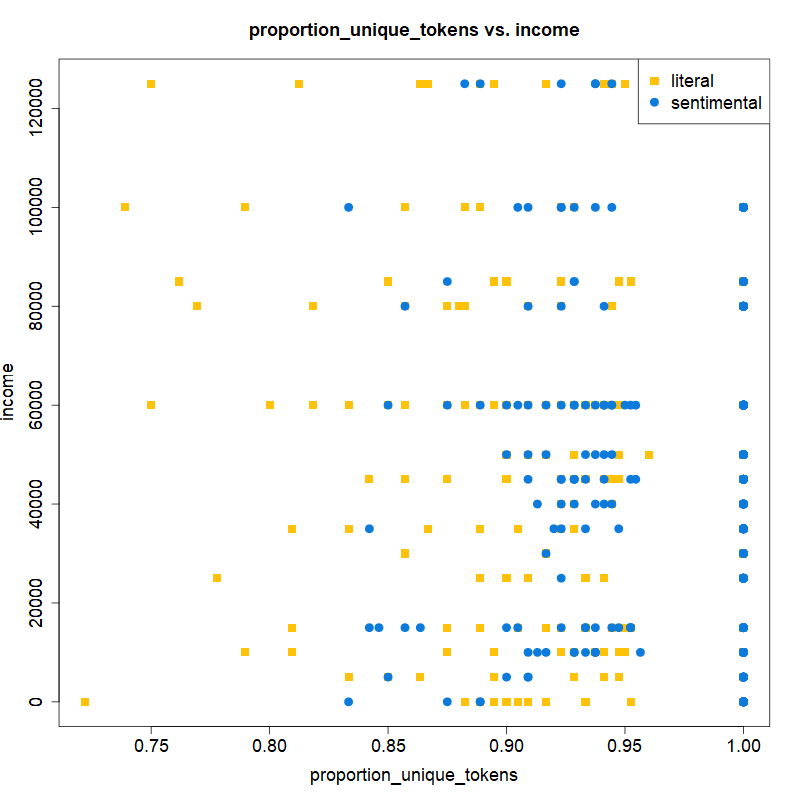 proportion_unique_tokens vs. income
literal
sentimental
income
120000
100000
80000
60000
40000
20000
0
0.75 0.80 0.85 0.90 0.95 1.00
proportion_unique_tokens